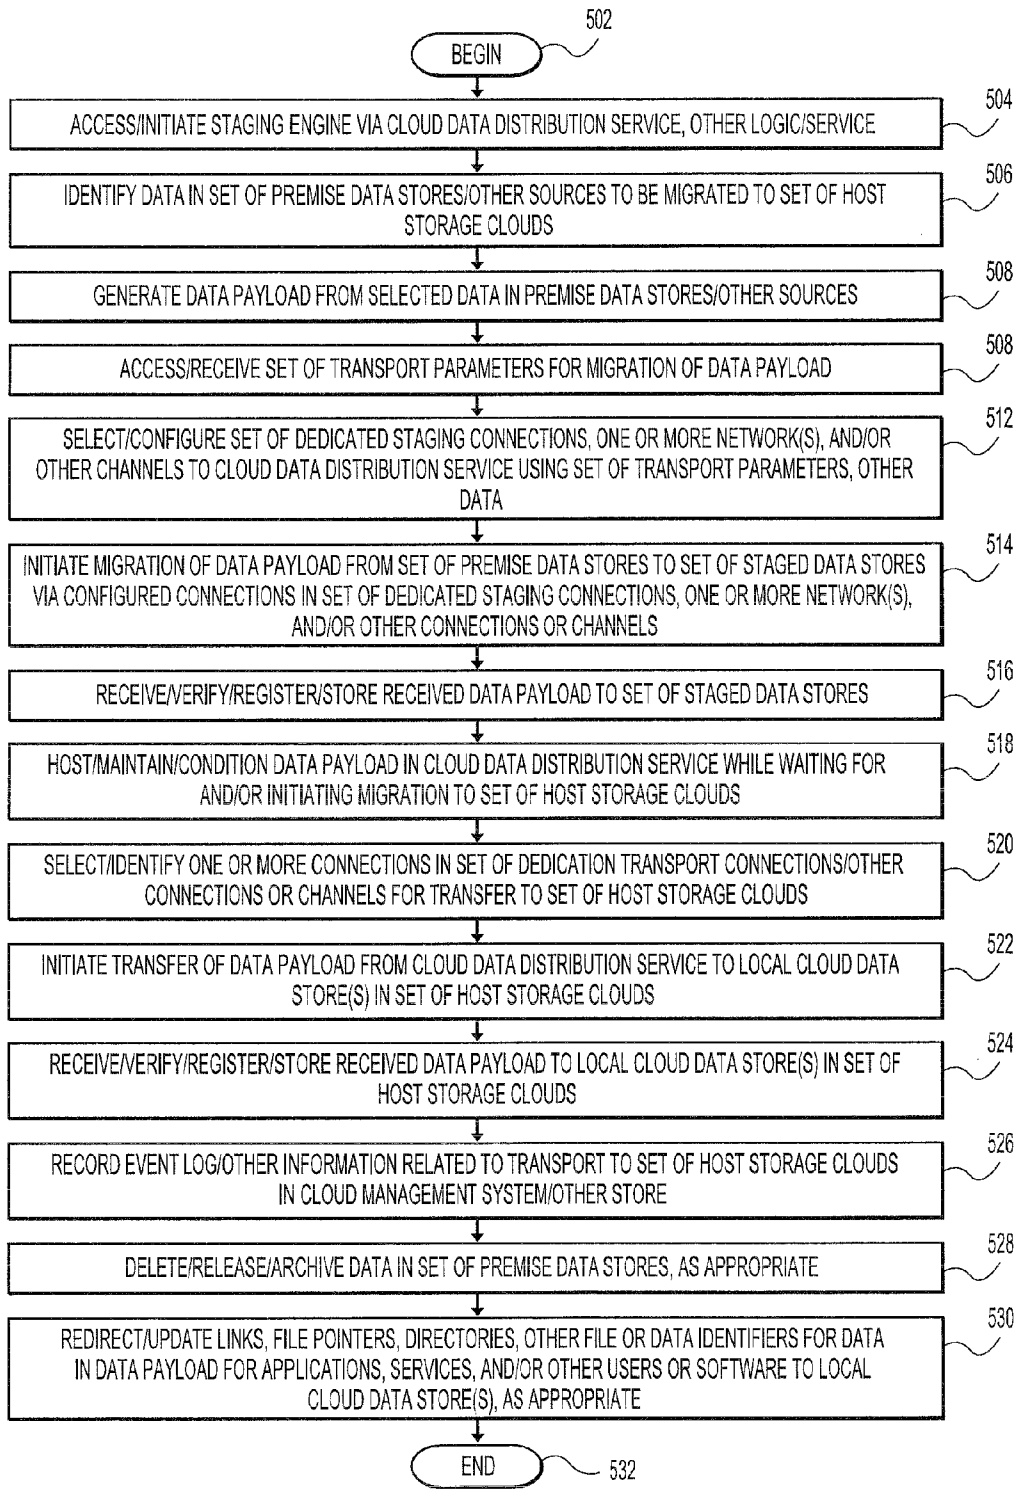 502
BEGIN
504
ACCESS/INITIATE STAGING ENGINE VIA CLOUD DATA DISTRIBUTION SERVICE, OTHER LOGIC/SERVICE
506
IDENTIFY DATA IN SET OF PREMISE DATA STORES/OTHER SOURCES TO BE MIGRATED TO SET OF HOST
STORAGE CLOUDS
508
GENERATE DATA PAYLOAD FROM SELECTED DATA IN PREMISE DATA STORES/OTHER SOURCES
508
ACCESS/RECEIVE SET OF TRANSPORT PARAMETERS FOR MIGRATION OF DATA PAYLOAD
512
SELECT/CONFIGURE SET OF DEDICATED STAGING CONNECTIONS, ONE OR MORE NETWORK(S), AND/OR
OTHER CHANNELS TO CLOUD DATA DISTRIBUTION SERVICE USING SET OF TRANSPORT PARAMETERS, OTHER
DATA
514
INITIATE MIGRATION OF DATA PAYLOAD FROM SET OF PREMISE DATA STORES TO SET OF STAGED DATA STORES
VIA CONFIGURED CONNECTIONS IN SET OF DEDICATED STAGING CONNECTIONS, ONE OR MORE NETWORK(S),
AND/OR OTHER CONNECTIONS OR CHANNELS
516
RECEIVE/VERIFY/REGISTER/STORE RECEIVED DATA PAYLOAD TO SET OF STAGED DATA STORES
518
HOST/MAINTAIN/CONDITION DATA PAYLOAD IN CLOUD DATA DISTRIBUTION SERVICE WHILE WAITING FOR
AND/OR INITIATING MIGRATION TO SET OF HOST STORAGE CLOUDS
520
SELECT/IDENTIFY ONE OR MORE CONNECTIONS IN SET OF DEDICATION TRANSPORT CONNECTIONS/OTHER
CONNECTIONS OR CHANNELS FOR TRANSFER TO SET OF HOST STORAGE CLOUDS
522
INITIATE TRANSFER OF DATA PAYLOAD FROM CLOUD DATA DISTRIBUTION SERVICE TO LOCAL CLOUD DATA
STORE(S) IN SET OF HOST STORAGE CLOUDS
524
RECEIVE/VERIFY/REGISTER/STORE RECEIVED DATA PAYLOAD TO LOCAL CLOUD DATA STORE(S) IN SET OF
HOST STORAGE CLOUDS
526
RECORD EVENT LOG/OTHER INFORMATION RELATED TO TRANSPORT TO SET OF HOST STORAGE CLOUDS
IN CLOUD MANAGEMENT SYSTEM/OTHER STORE
528
DELETE/RELEASE/ARCHIVE DATA IN SET OF PREMISE DATA STORES, AS APPROPRIATE
530
REDIRECT/UPDATE LINKS, FILE POINTERS, DIRECTORIES, OTHER FILE OR DATA IDENTIFIERS FOR DATA
IN DATA PAYLOAD FOR APPLICATIONS, SERVICES, AND/OR OTHER USERS OR SOFTWARE TO LOCAL
CLOUD DATA STORE(S), AS APPROPRIATE
END
532